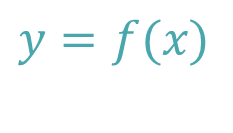 y = f(x)